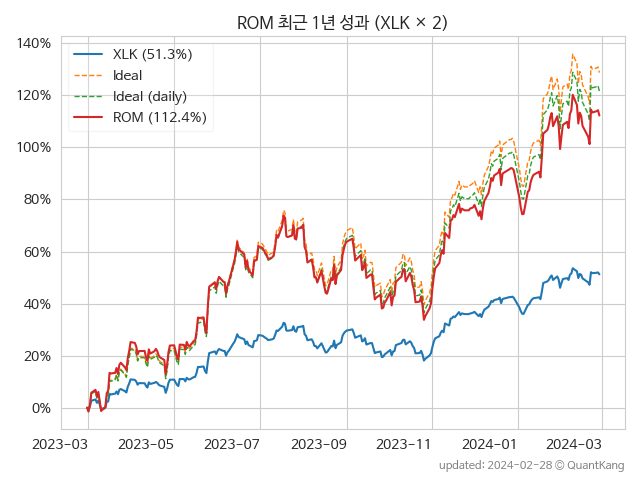 ROM 최근 1년 성과 (XLK × 2)
140%
120%
100%
80%
60%
40%
20%
0%
XLK (51.3%)
Ideal
Ideal (daily)
ROM (112.4%)
2023-03 2023-05 2023-07 2023-09 2023-11 2024-01 2024-03
updated: 2024-02-28 © QuantKang